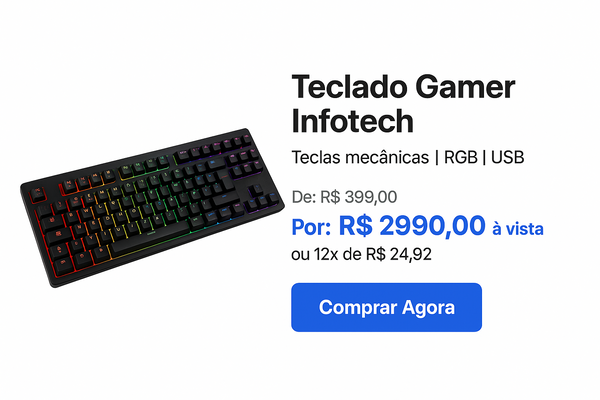 Teclado Gamer
Infotech
Teclas mecânicas | RGB | USB
De: R$ 399,00
Por: R$ 2990,00 à vista
ou 12x de R$ 24,92
Comprar Agora